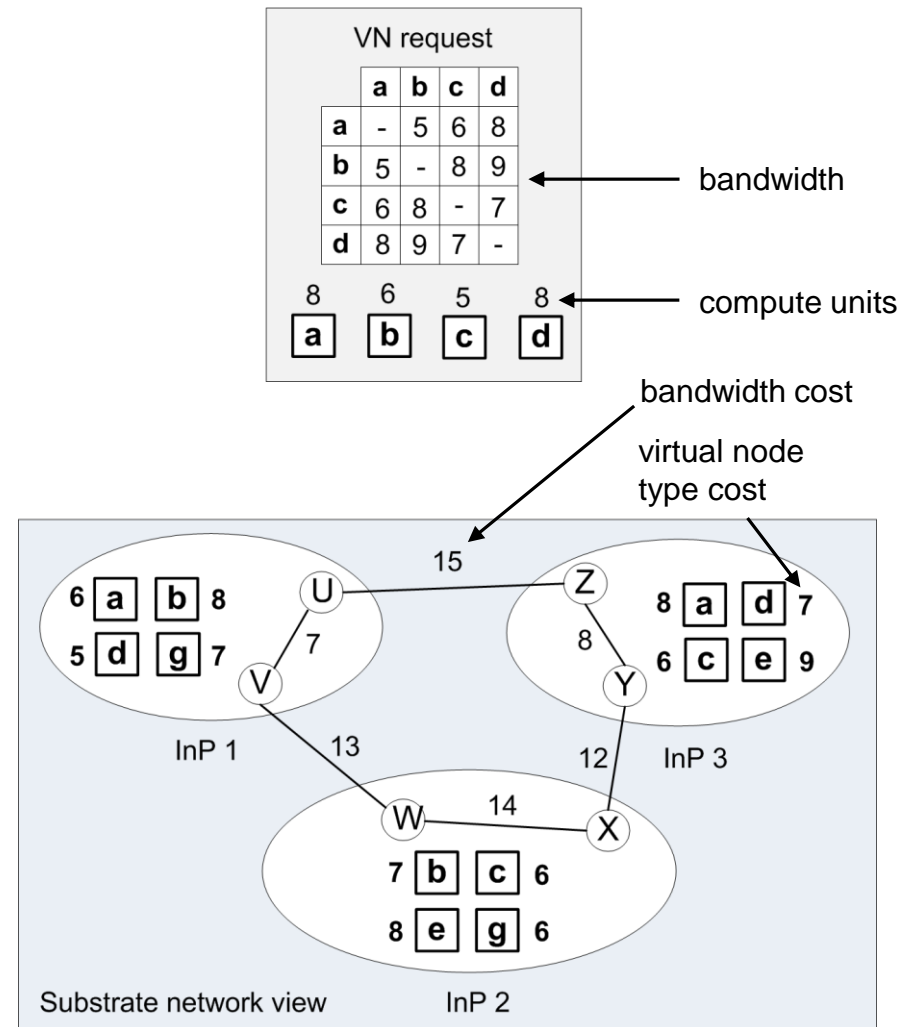 VN request
a b c d
a - 5 6 8
b 5 - 8 9
c 6 8 - 7
d 8 9 7 -
bandwidth
8 6 5 8
compute units
a b c d
bandwidth cost
virtual node
type cost
15
6 a b 8
U
Z
8 a d 7
5 d g 7
7
8
6 c e 9
V
Y
InP 1
13
12
InP 3
W
14
X
7 b c 6
8 e g 6
Substrate network view
InP 2